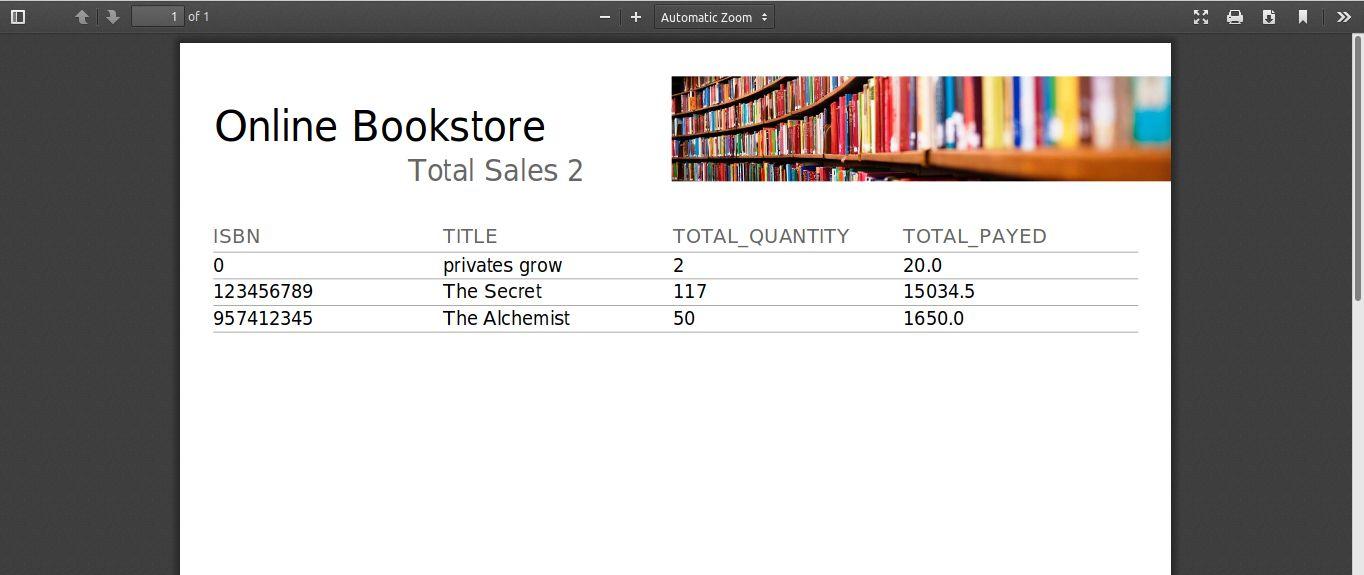 1 of 1 Automatic Zoom
Online Bookstore
Total Sales 2
ISBN TITLE TOTAL_QUANTITY TOTAL_PAYED
0 privates grow 2 20.0
123456789 The Secret 117 15034.5
957412345 The Alchemist 50 1650.0